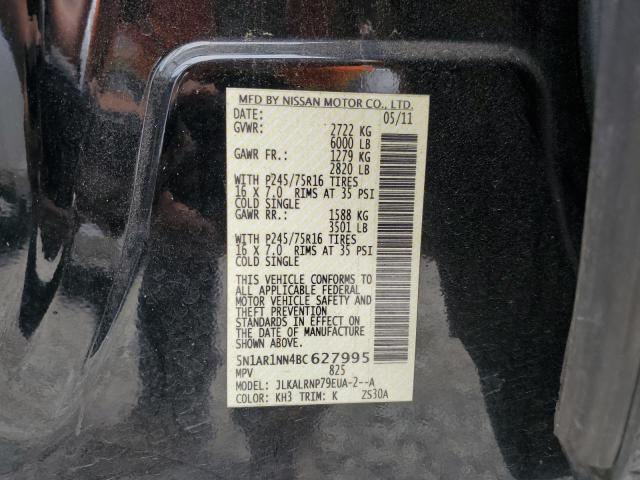 MFD BY NISSAN MOTOR CO., LTD.
DATE: 05/11
GVWR: 2722 KG
6000 LB
GAWR FR.: 1279 KG
2820 LB
WITH P245/75R16 TIRES
16 X 7.0 RIMS AT 35 PSI
COLD SINGLE
GAWR RR.: 1588 KG
3501 LB
WITH P245/75R16 TIRES
16 X 7.0 RIMS AT 35 PSI
COLD SINGLE
THIS VEHICLE CONFORMS TO
ALL APPLICABLE FEDERAL
MOTOR VEHICLE SAFETY AND
THEFT PREVENTION
STANDARDS IN EFFECT ON
THE DATE OF MANUFACTURE
SHOWN ABOVE.
5N1AR1NN4BC627995
MPV 825
MODEL: JLKALRNP79EUA-2--A
COLOR: KH3 TRIM: K ZS30A